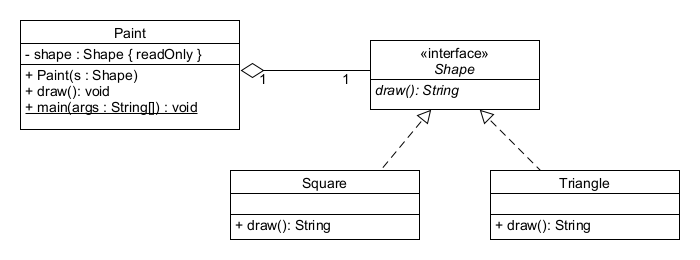 Paint
- shape : Shape { readOnly }
+ Paint(s : Shape)
+ draw(): void
+ main(args : String[]) : void
1
1
«interface»
Shape
draw(): String
Square
+ draw(): String
Triangle
+ draw(): String